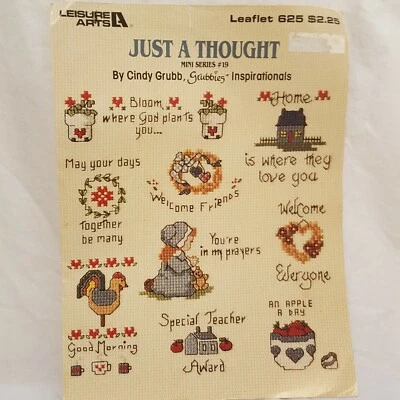 LEISURE ARTS
Leaflet 625 $2.25
JUST A THOUGHT
MINI SERIES #19
By Cindy Grubb, Grubbies Inspirationals
Bloom
where God plants
you...
Home
is where they
love you
May your days
Together
be many
Welcome Friends
Welcome
Everyone
You're
in my prayers
Good Morning
Special Teacher
Award
AN APPLE
A DAY